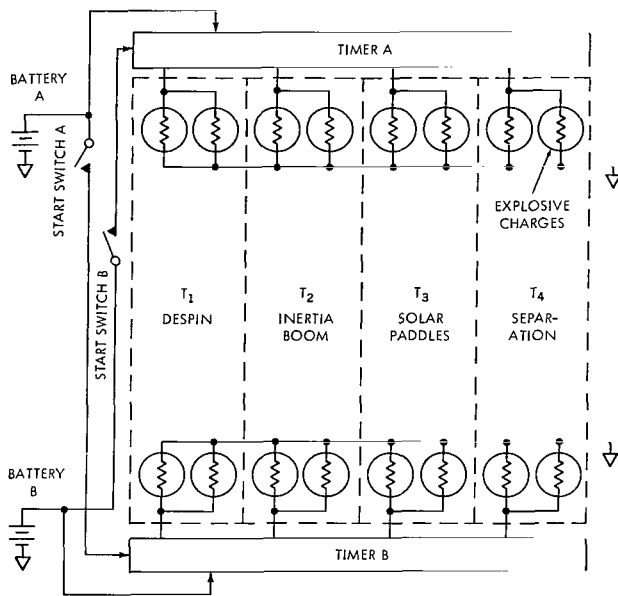 TIMER A
BATTERY
A
START SWITCH A
START SWITCH B
EXPLOSIVE
CHARGES
T1
DESPIN
T2
INERTIA
BOOM
T3
SOLAR
PADDLES
T4
SEPAR-
ATION
BATTERY
B
TIMER B